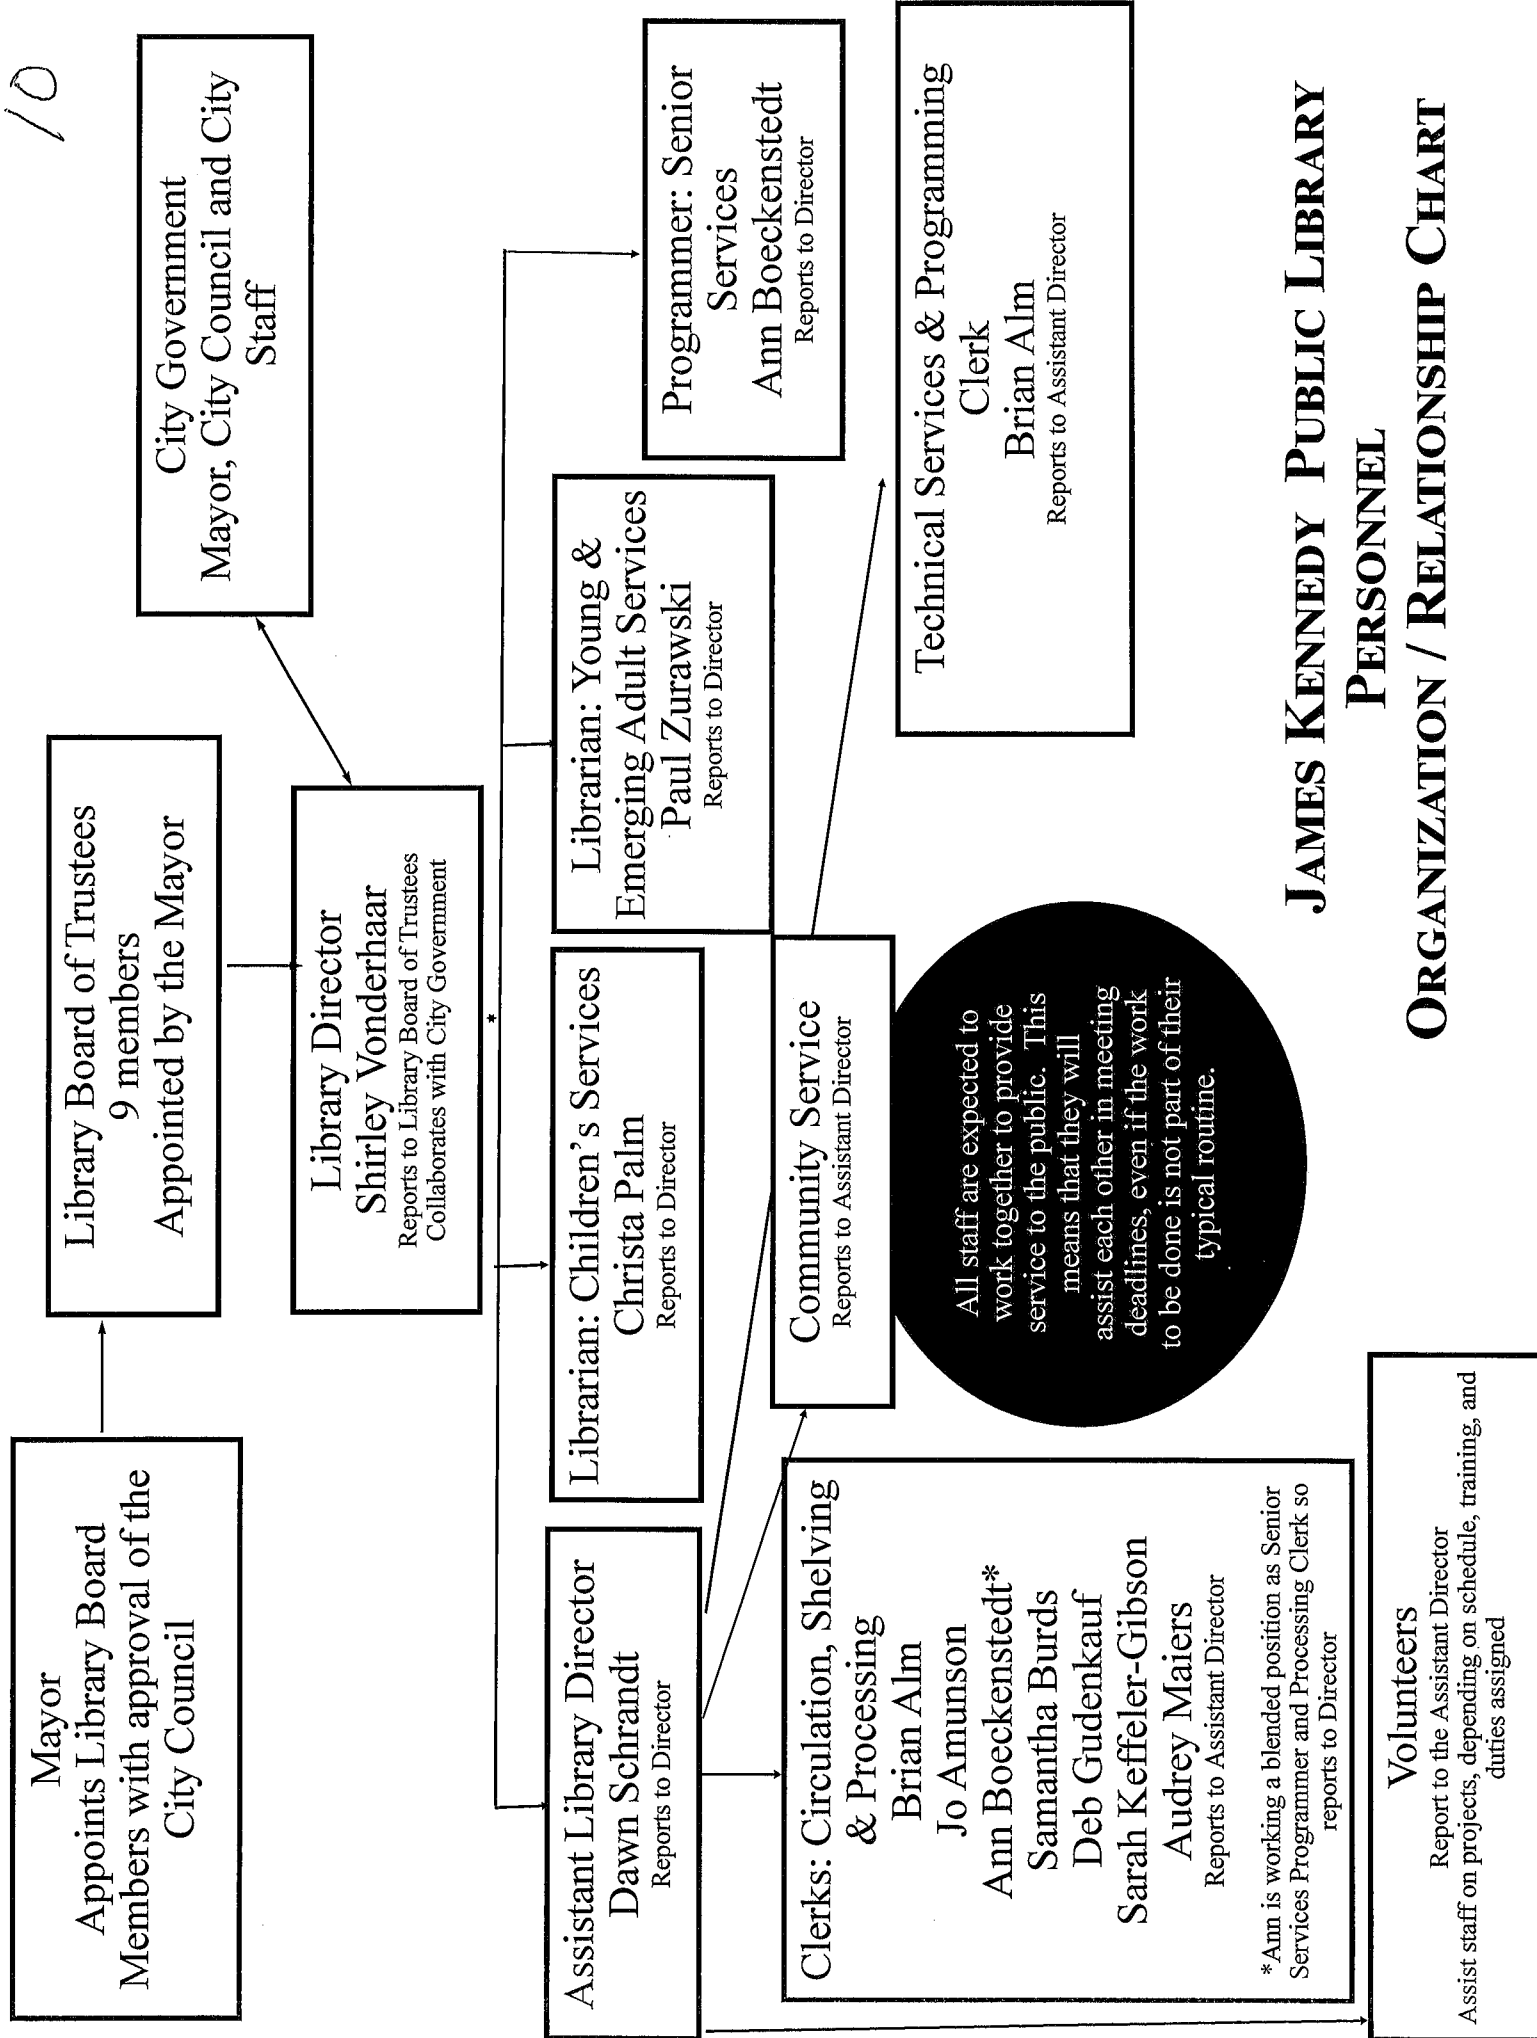 10
Mayor
Appoints Library Board
Members with approval of the
City Council
Library Board of Trustees
9 members
Appointed by the Mayor
City Government
Mayor, City Council and City
Staff
Library Director
Shirley Vonderhaar
Reports to Library Board of Trustees
Collaborates with City Government
*
Assistant Library Director
Dawn Schrandt
Reports to Director
Librarian: Children's Services
Christa Palm
Reports to Director
Librarian: Young &
Emerging Adult Services
Paul Zurawski
Reports to Director
Programmer: Senior
Services
Ann Boeckenstedt
Reports to Director
Clerks: Circulation, Shelving
& Processing
Brian Alm
Jo Amunson
Ann Boeckenstedt*
Samantha Burds
Deb Gudenkauf
Sarah Keffeler-Gibson
Audrey Maiers
Reports to Assistant Director
*Ann is working a blended position as Senior
Services Programmer and Processing Clerk so
reports to Director
Community Service
Reports to Assistant Director
Technical Services & Programming
Clerk
Brian Alm
Reports to Assistant Director
All staff are expected to
work together to provide
service to the public. This
means that they will
assist each other in meeting
deadlines, even if the work
to be done is not part of their
typical routine.
Volunteers
Report to the Assistant Director
Assist staff on projects, depending on schedule, training, and
duties assigned
JAMES KENNEDY PUBLIC LIBRARY
PERSONNEL
ORGANIZATION / RELATIONSHIP CHART